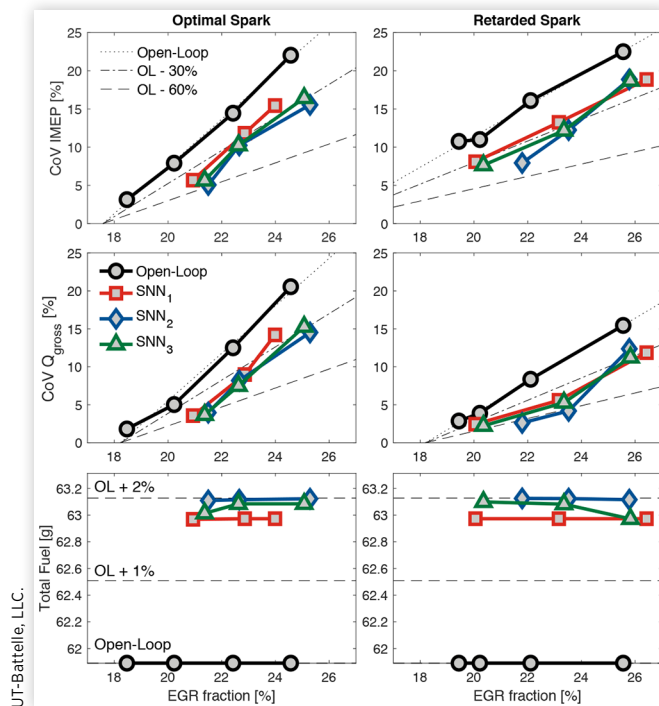 Optimal Spark
Retarded Spark
25
20
15
10
5
0
CoV IMEP [%]
Open-Loop
OL - 30%
OL - 60%
18 20 22 24 26
25
20
15
10
5
0
18 20 22 24 26
25
20
15
10
5
0
CoV Qgross [%]
Open-Loop
SNN1
SNN2
SNN3
18 20 22 24 26
25
20
15
10
5
0
18 20 22 24 26
63.2
63
62.8
62.6
62.4
62.2
62
Total Fuel [g]
OL + 2%
OL + 1%
Open-Loop
18 20 22 24 26
EGR fraction [%]
63.2
63
62.8
62.6
62.4
62.2
62
18 20 22 24 26
EGR fraction [%]
UT-Battelle, LLC.